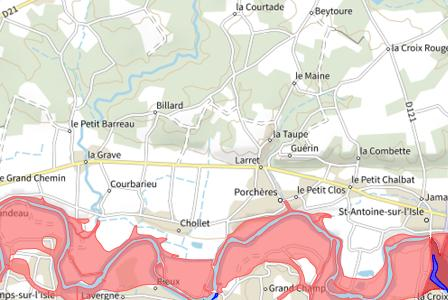 D21
la Courtade
Beytoure
la Croix Rouge
le Maine
Billard
D121
le Petit Barreau
la Taupe
Guérin
la Grave
Larret
la Combette
le Grand Chemin
Courbarieu
le Petit Chalbat
Porchères
le Petit Clos
St-Antoine-sur-l'Isle
Chollet
Rieux
Grand Champ
Lavergne
la Croix